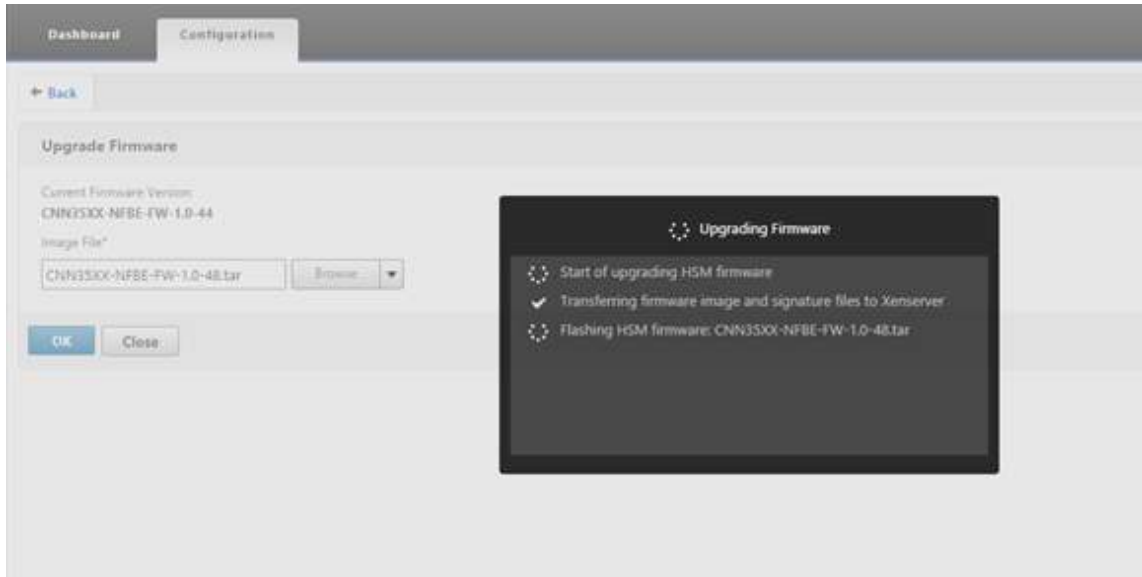 Dashboard
Configuration
← Back
Upgrade Firmware
Current Firmware Version
CNN35XX-NFBE-FW-1.0-44
Image File*
CNN35XX-NFBE-FW-1.0-48.tar
Browse...
OK
Close
Upgrading Firmware
Start of upgrading HSM firmware
Transferring firmware image and signature files to Xenserver
Flashing HSM firmware: CNN35XX-NFBE-FW-1.0-48.tar